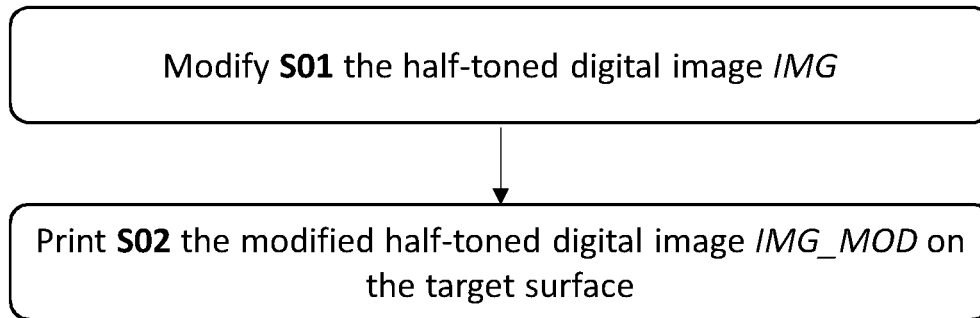 Modify S01 the half-toned digital image IMG
Print S02 the modified half-toned digital image IMG_MOD on
the target surface